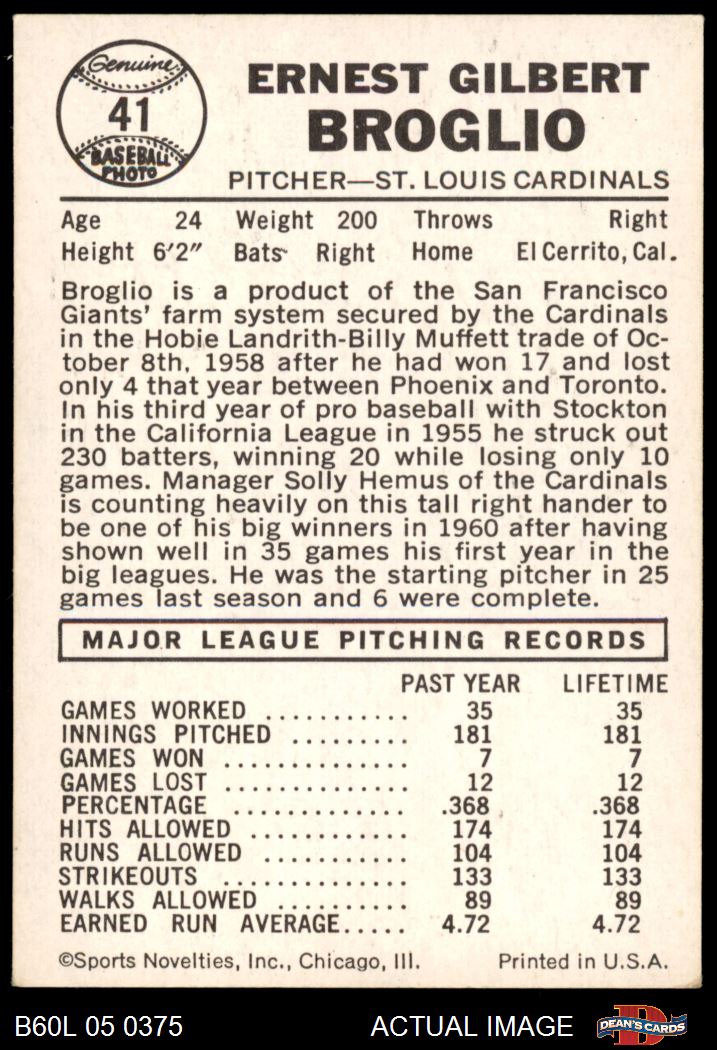 Genuine
41
BASEBALL
PHOTO
ERNEST GILBERT
BROGLIO
PITCHER—ST. LOUIS CARDINALS
Age 24 Weight 200 Throws Right
Height 6'2" Bats Right Home El Cerrito, Cal.
Broglio is a product of the San Francisco
Giants' farm system secured by the Cardinals
in the Hobie Landrith-Billy Muffett trade of Oc-
tober 8th, 1958 after he had won 17 and lost
only 4 that year between Phoenix and Toronto.
In his third year of pro baseball with Stockton
in the California League in 1955 he struck out
230 batters, winning 20 while losing only 10
games. Manager Solly Hemus of the Cardinals
is counting heavily on this tall right hander to
be one of his big winners in 1960 after having
shown well in 35 games his first year in the
big leagues. He was the starting pitcher in 25
games last season and 6 were complete.
MAJOR LEAGUE PITCHING RECORDS
PAST YEAR LIFETIME
GAMES WORKED ........... 35 35
INNINGS PITCHED ......... 181 181
GAMES WON .............. 7 7
GAMES LOST .............. 12 12
PERCENTAGE ............. .368 .368
HITS ALLOWED ............ 174 174
RUNS ALLOWED ........... 104 104
STRIKEOUTS .............. 133 133
WALKS ALLOWED .......... 89 89
EARNED RUN AVERAGE..... 4.72 4.72
©Sports Novelties, Inc., Chicago, Ill. Printed in U.S.A.
B60L 05 0375 ACTUAL IMAGE D DEAN'S CARDS